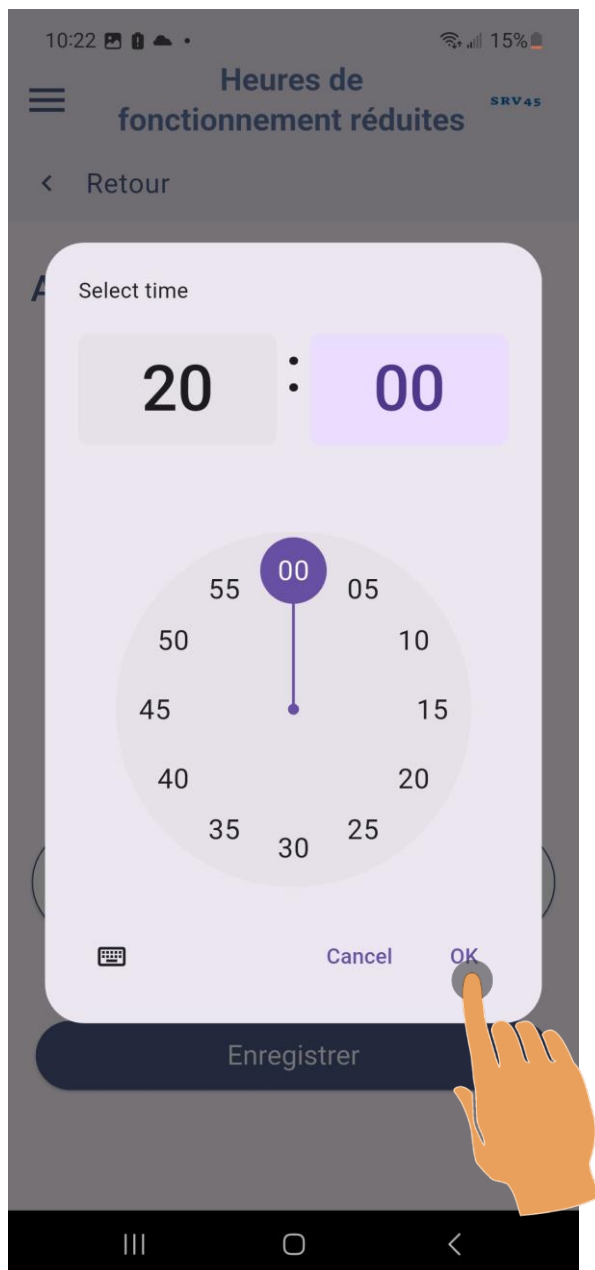 10:22 15%
Heures de
fonctionnement réduites
SRV45
Retour
A
Select time
20 : 00
00
55 05
50 10
45 15
40 20
35 25
30
Cancel OK
Enregistrer